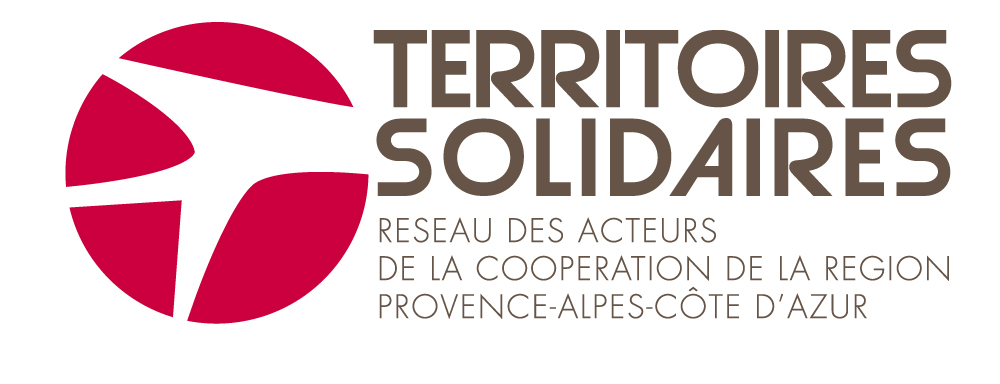 TERRITOIRES
SOLIDAIRES
RESEAU DES ACTEURS
DE LA COOPERATION DE LA REGION
PROVENCE-ALPES-CÔTE D'AZUR